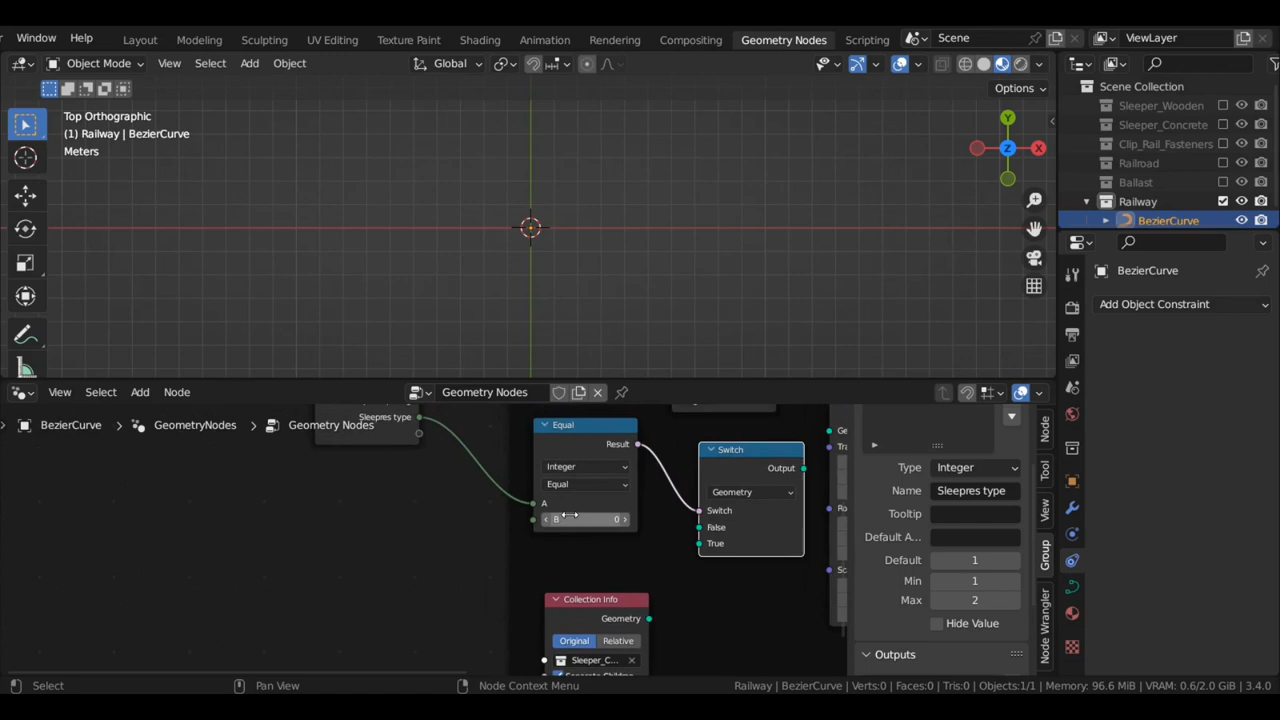 Window Help Layout Modeling Sculpting UV Editing Texture Paint Shading Animation Rendering Compositing Geometry Nodes Scripting Scene ViewLayer
Object Mode View Select Add Object Global
Options
Top Orthographic
(1) Railway | BezierCurve
Meters
Y
X
Z
Scene Collection
Sleeper_Wooden
Sleeper_Concrete
Clip_Rail_Fasteners
Railroad
Ballast
Railway
BezierCurve
BezierCurve
Add Object Constraint
View Select Add Node Geometry Nodes
BezierCurve GeometryNodes Geometry Nodes
Sleepres type
Equal
Result
Integer
Equal
A
B 0
Switch
Output
Geometry
Switch
False
True
Collection Info
Geometry
Original Relative
Sleeper_C...
Ge
Tra
Ro
Sc
Type Integer
Name Sleepres type
Tooltip
Default A...
Default 1
Min 1
Max 2
Hide Value
Outputs
Node
Tool
View
Group
Node Wrangler
Select Pan View Node Context Menu Railway | BezierCurve | Verts:0 | Faces:0 | Tris:0 | Objects:1/1 | Memory: 96.6 MiB | VRAM: 0.6/2.0 GiB | 3.4.0